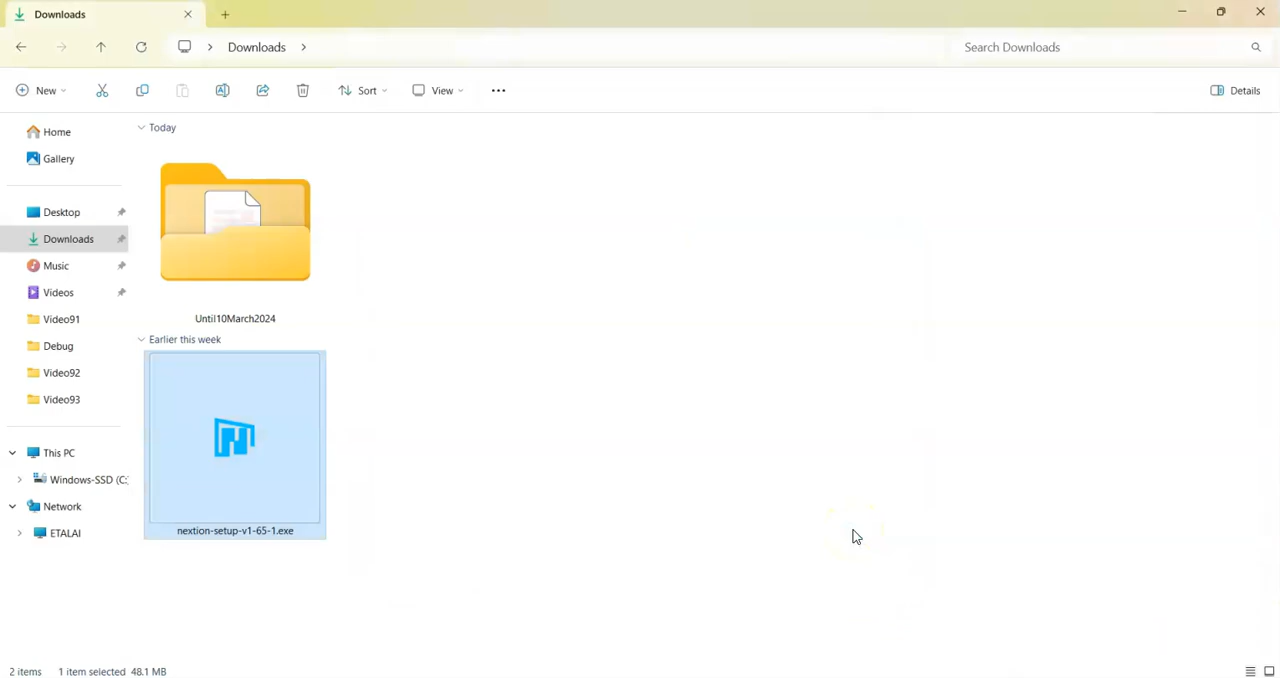 Downloads
Downloads
Search Downloads
New
Sort
View
Details
Home
Gallery
Desktop
Downloads
Music
Videos
Video91
Debug
Video92
Video93
This PC
Windows-SSD (C:
Network
ETALAI
Today
Until10March2024
Earlier this week
nextion-setup-v1-65-1.exe
2 items 1 item selected 48.1 MB